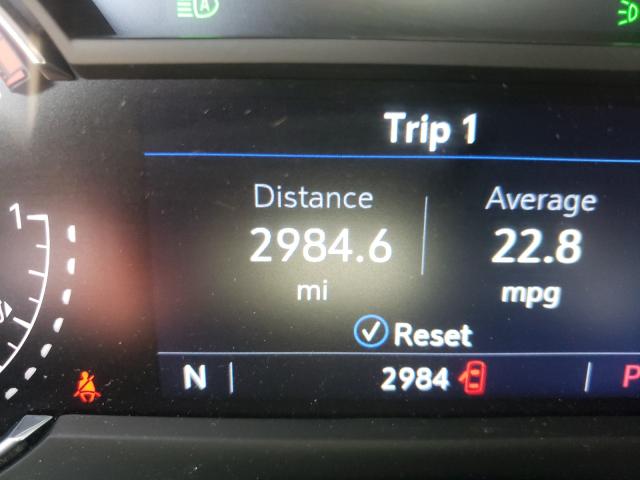 A
Trip 1
Distance
Average
2984.6
22.8
mi
mpg
Reset
1
N
2984
P